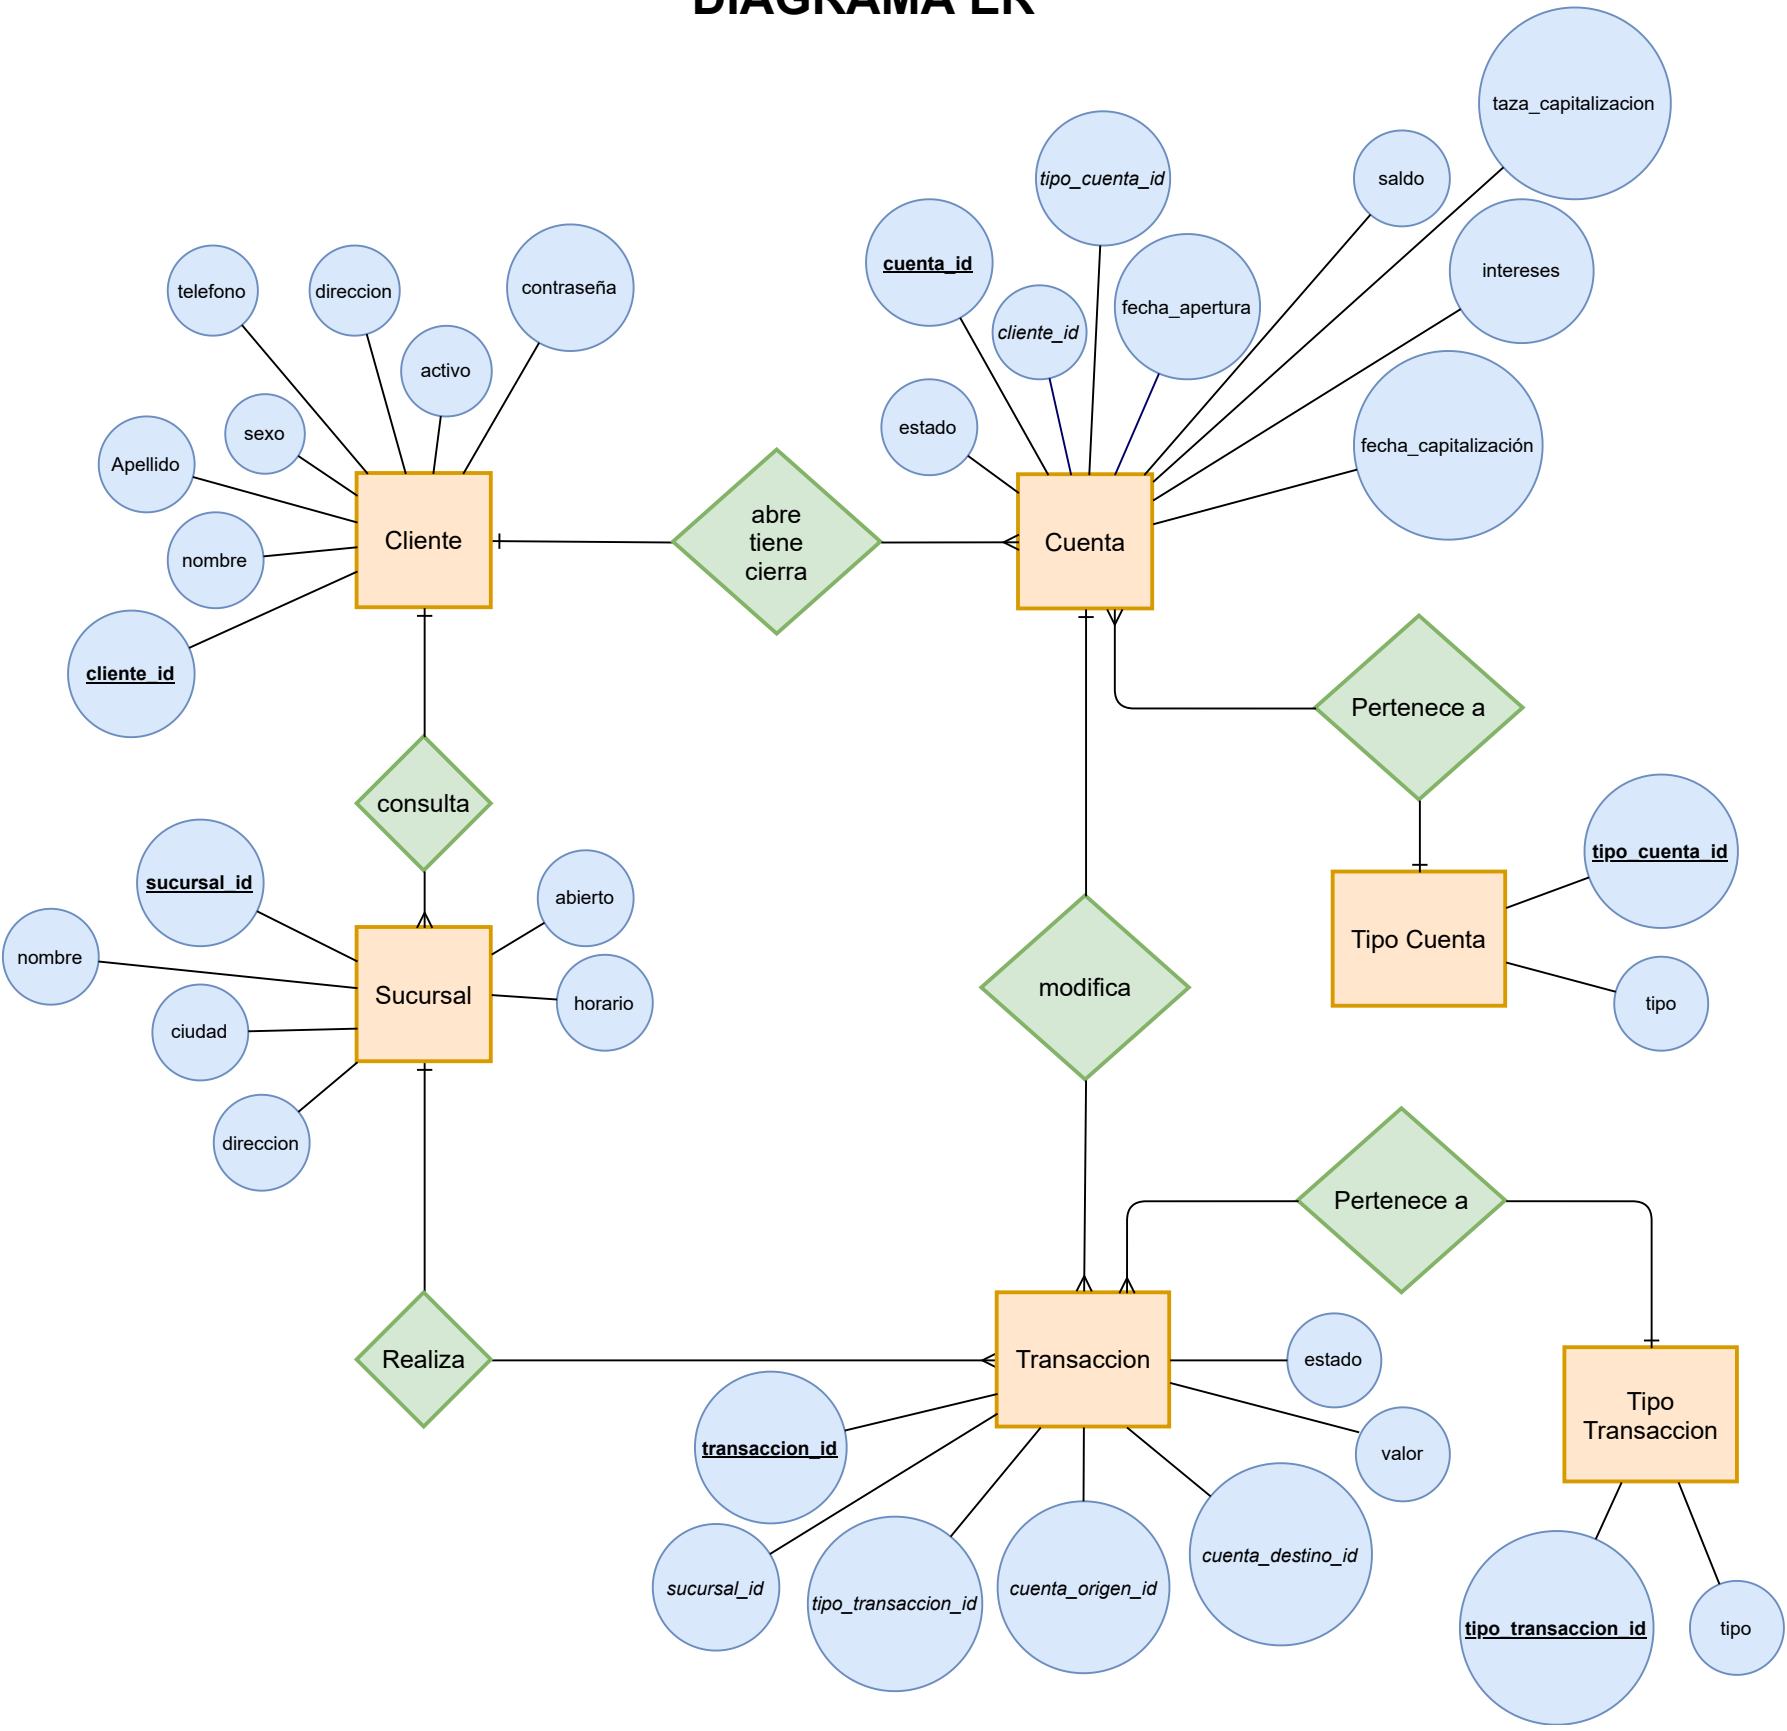 DIAGRAMA ER
taza_capitalizacion
tipo_cuenta_id
saldo
cuenta_id
intereses
telefono
direccion
contraseña
cliente_id
fecha_apertura
activo
estado
sexo
Apellido
fecha_capitalización
nombre
Cliente
abre
tiene
cierra
Cuenta
cliente_id
Pertenece a
consulta
sucursal_id
abierto
tipo_cuenta_id
nombre
Sucursal
horario
modifica
Tipo Cuenta
ciudad
tipo
direccion
Pertenece a
Realiza
Transaccion
estado
Tipo
Transaccion
transaccion_id
valor
sucursal_id
tipo_transaccion_id
cuenta_origen_id
cuenta_destino_id
tipo_transaccion_id
tipo